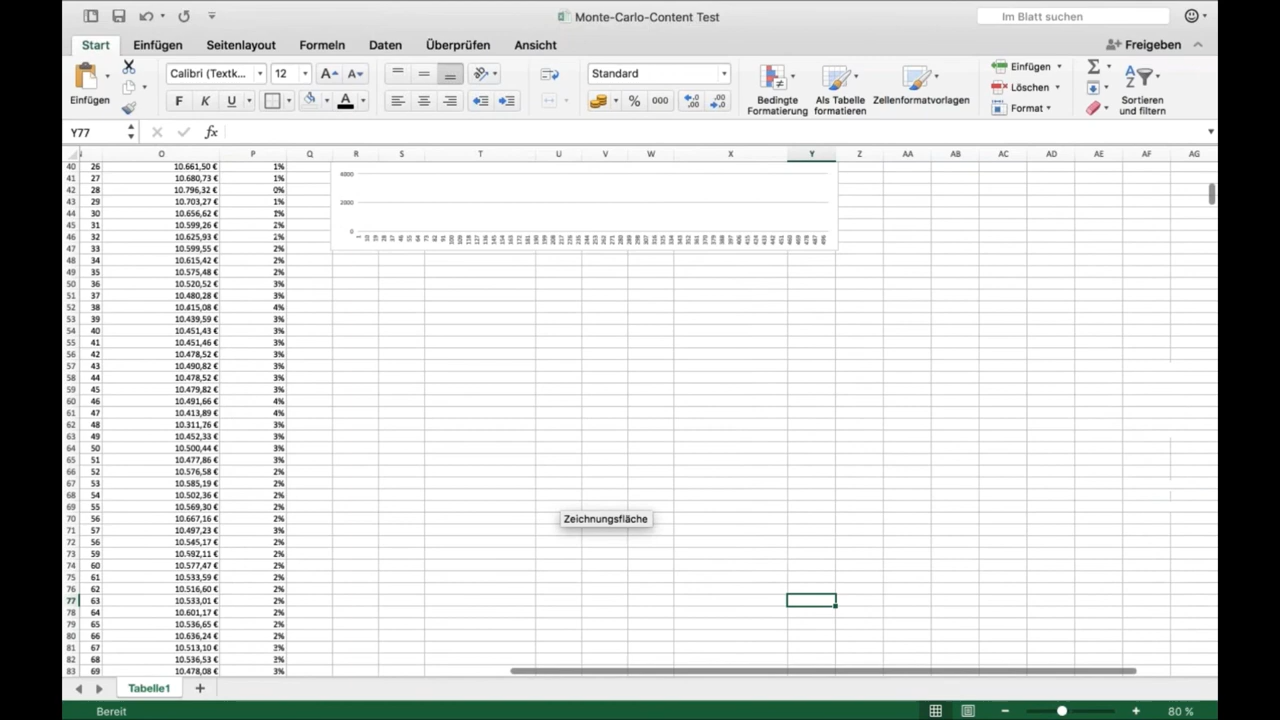 Monte-Carlo-Content Test
Im Blatt suchen
Start Einfügen Seitenlayout Formeln Daten Überprüfen Ansicht Freigeben
Einfügen
Calibri (Textk... 12
F K U A
Standard
% 000
Bedingte Formatierung
Als Tabelle formatieren
Zellenformatvorlagen
Einfügen
Löschen
Format
Sortieren und filtern
Y77 fx
O P Q R S T U V W X Y Z AA AB AC AD AE AF AG
40 26 10.661,50 € 1%
41 27 10.680,73 € 1%
42 28 10.796,32 € 0%
43 29 10.703,27 € 1%
44 30 10.656,62 € 1%
45 31 10.599,26 € 2%
46 32 10.625,93 € 2%
47 33 10.599,55 € 2%
48 34 10.615,42 € 2%
49 35 10.575,48 € 2%
50 36 10.520,52 € 3%
51 37 10.480,28 € 3%
52 38 10.415,08 € 4%
53 39 10.439,59 € 3%
54 40 10.451,43 € 3%
55 41 10.451,46 € 3%
56 42 10.478,52 € 3%
57 43 10.490,82 € 3%
58 44 10.478,52 € 3%
59 45 10.479,82 € 3%
60 46 10.491,66 € 4%
61 47 10.413,89 € 4%
62 48 10.311,76 € 3%
63 49 10.452,33 € 3%
64 50 10.500,44 € 3%
65 51 10.477,86 € 3%
66 52 10.576,58 € 2%
67 53 10.585,19 € 2%
68 54 10.502,36 € 2%
69 55 10.569,30 € 2%
70 56 10.667,16 € 2%
71 57 10.497,23 € 3%
72 56 10.545,17 € 2%
73 59 10.592,11 € 2%
74 60 10.577,47 € 2%
75 61 10.533,59 € 2%
76 62 10.516,60 € 2%
77 63 10.533,01 € 2%
78 64 10.601,17 € 2%
79 65 10.536,65 € 2%
80 66 10.636,24 € 2%
81 67 10.513,10 € 2%
82 68 10.536,53 € 2%
83 69 10.478,08 € 3%
4000
2000
0
Zeichnungsfläche
Tabelle1
Bereit
80 %